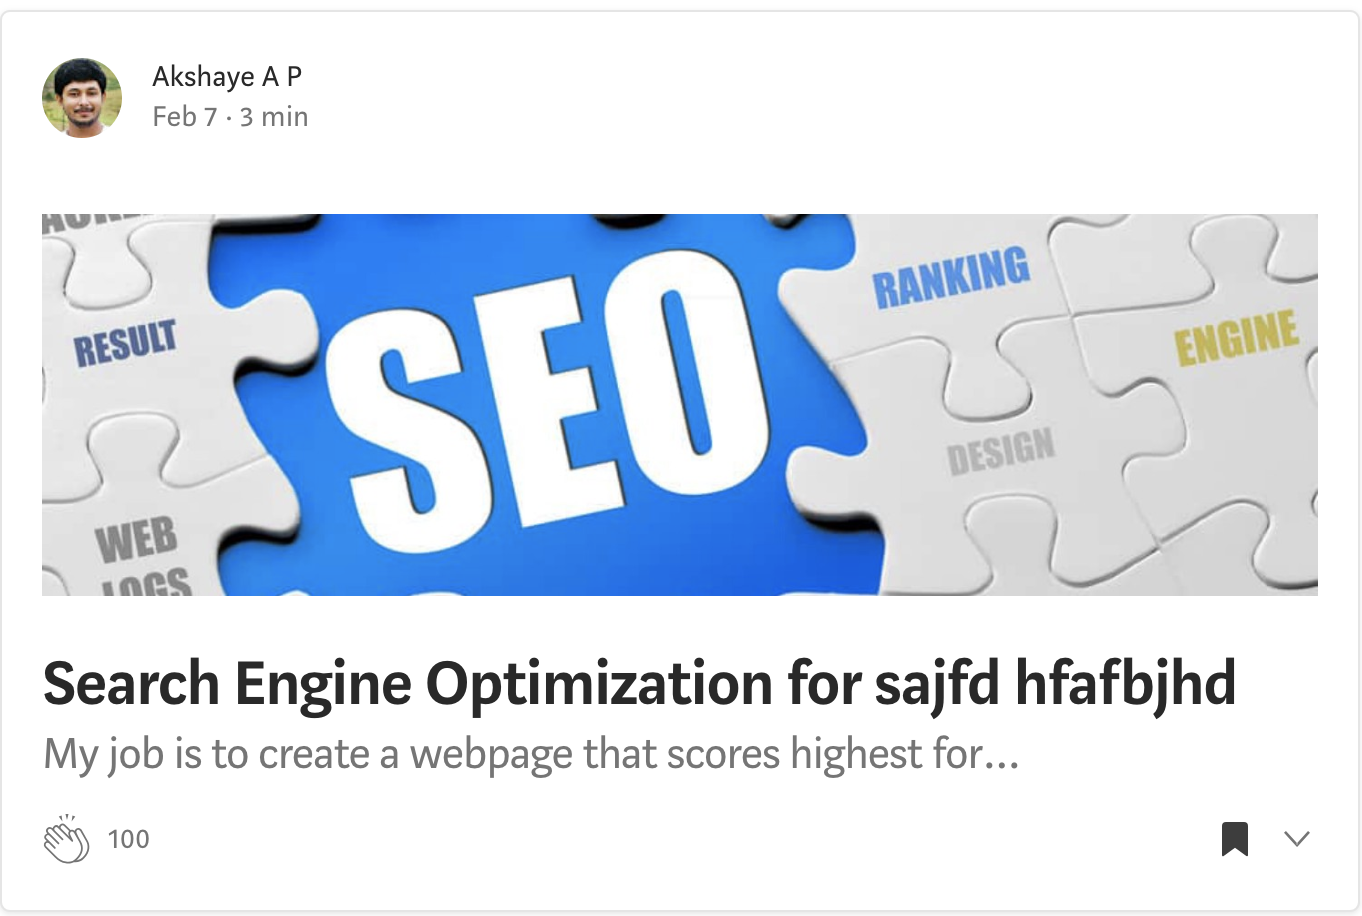 Akshaye A P
Feb 7 · 3 min
RESULT
SEO
RANKING
ENGINE
DESIGN
WEB
LOGS
Search Engine Optimization for sajfd hfafbjhd
My job is to create a webpage that scores highest for…
100